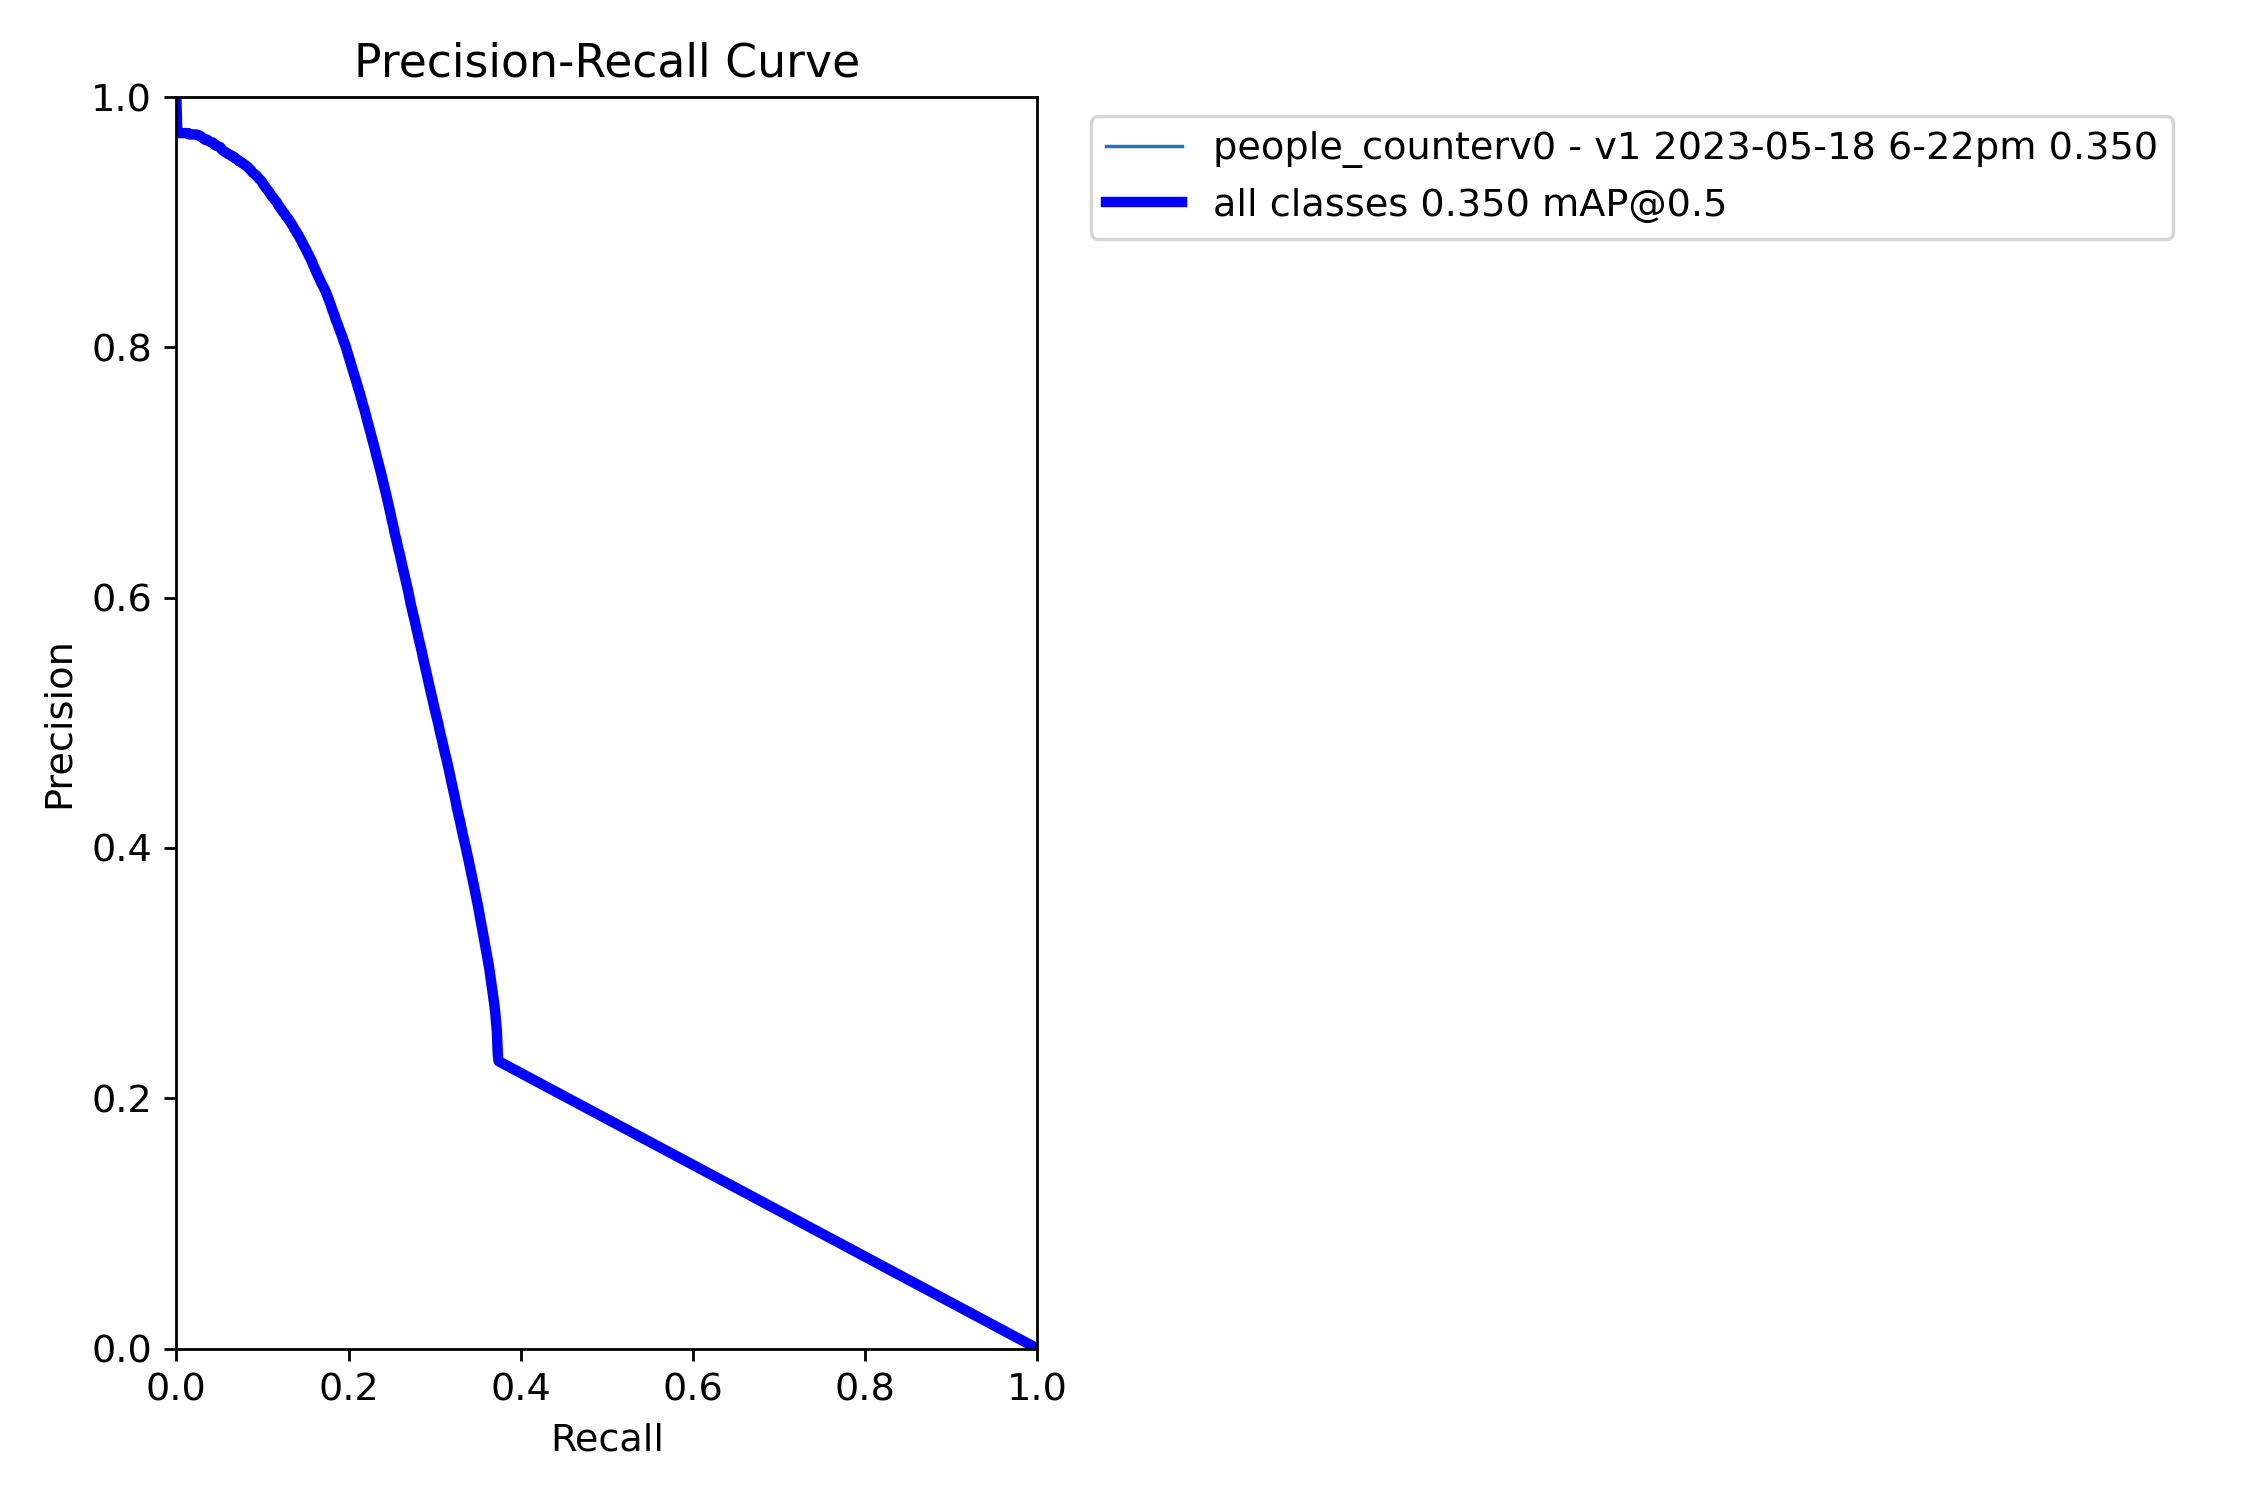 Precision-Recall Curve
1.0
0.8
0.6
0.4
0.2
0.0
Precision
0.0 0.2 0.4 0.6 0.8 1.0
Recall
people_counterv0 - v1 2023-05-18 6-22pm 0.350
all classes 0.350 mAP@0.5